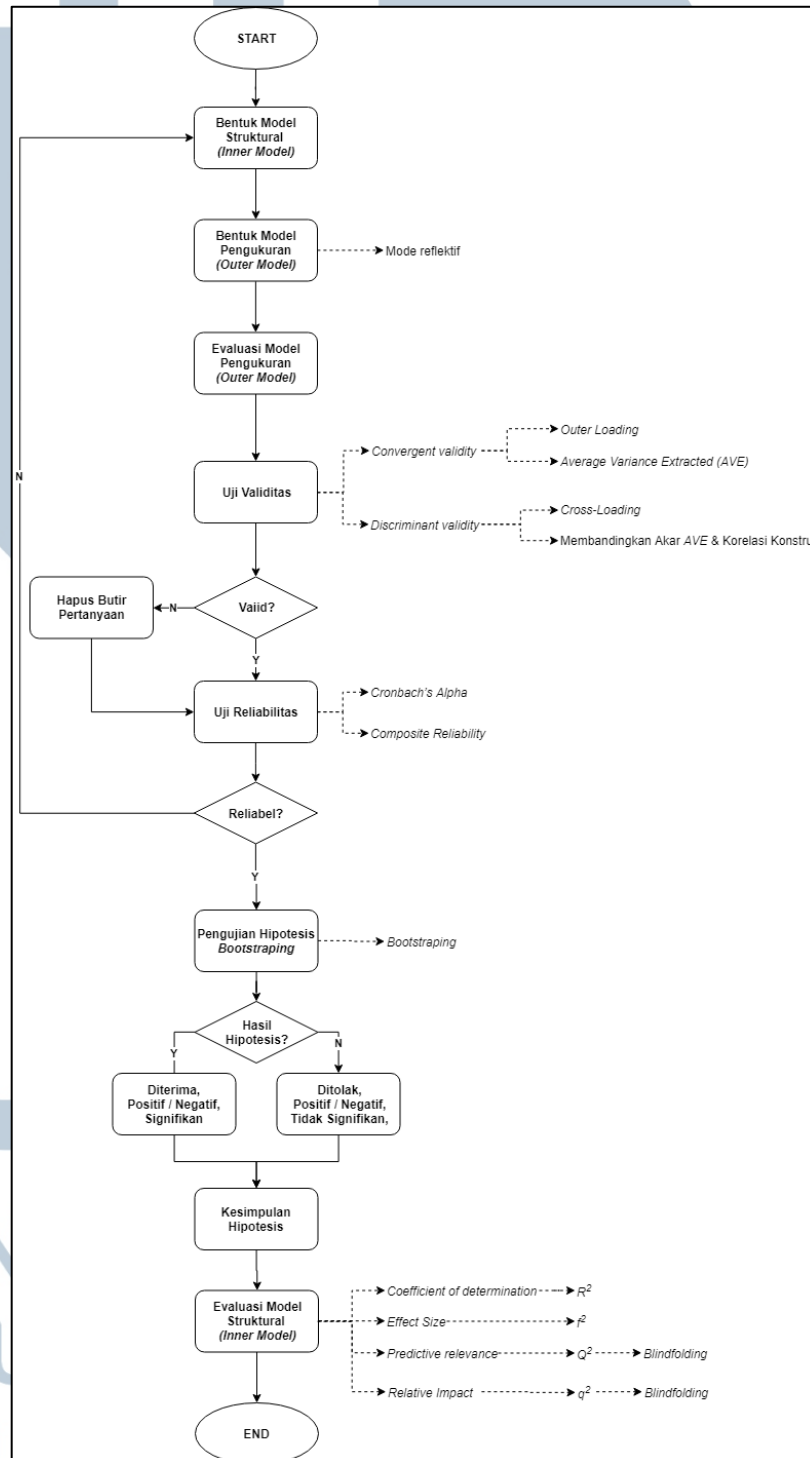 START
Bentuk Model
Struktural
(Inner Model)
Bentuk Model
Pengukuran
(Outer Model)
Mode reflektif
Evaluasi Model
Pengukuran
(Outer Model)
Outer Loading
Convergent validity
Average Variance Extracted (AVE)
N
Uji Validitas
Cross-Loading
Discriminant validity
Membandingkan Akar AVE & Korelasi Konstru
Hapus Butir
Pertanyaan
N
Vaiid?
Y
Uji Reliabilitas
Cronbach's Alpha
Composite Reliability
Reliabel?
Y
Pengujian Hipotesis
Bootstraping
Bootstraping
Hasil
Hipotesis?
Y
N
Diterima,
Positif / Negatif,
Signifikan
Ditolak,
Positif / Negatif,
Tidak Signifikan,
Kesimpulan
Hipotesis
Evaluasi Model
Struktural
(Inner Model)
Coefficient of determination R²
Effect Size f²
Predictive relevance Q² Blindfolding
Relative Impact q² Blindfolding
END